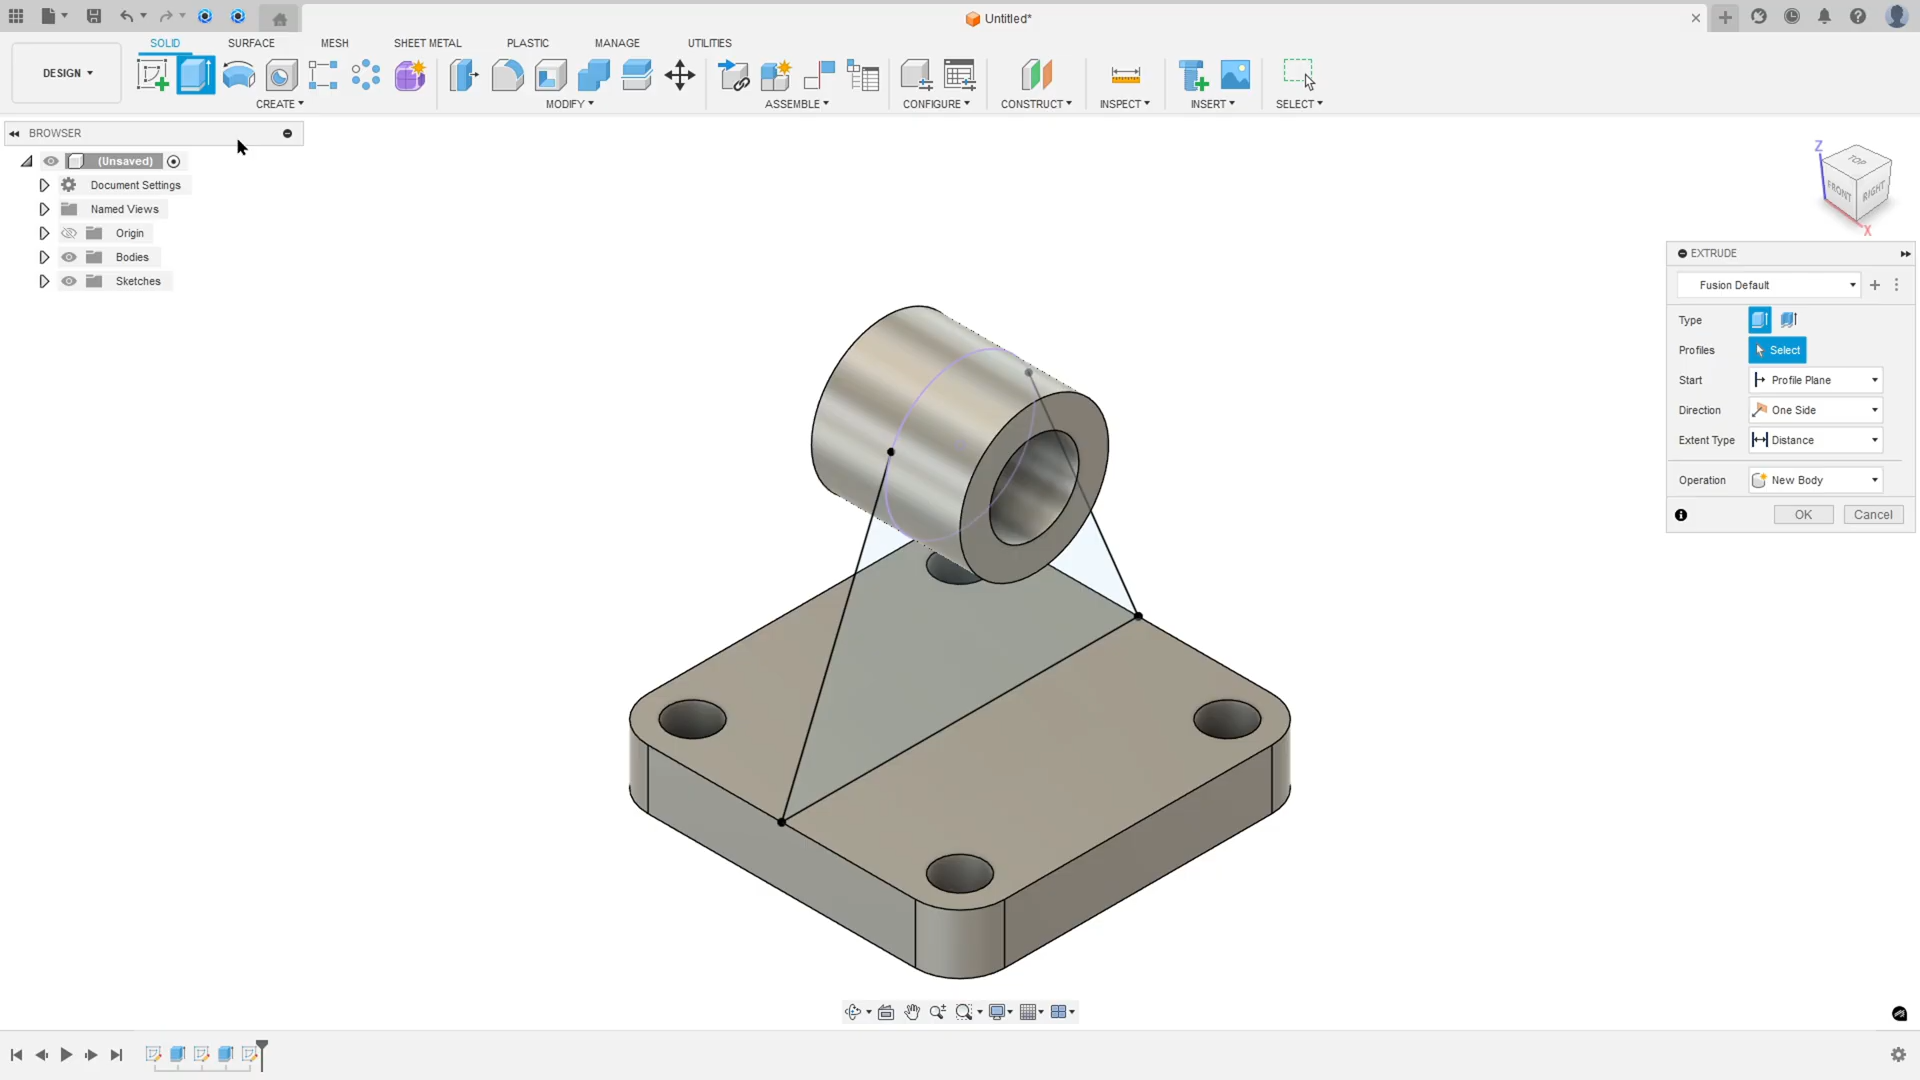 Untitled*
DESIGN
SOLID
SURFACE
MESH
SHEET METAL
PLASTIC
MANAGE
UTILITIES
CREATE
MODIFY
ASSEMBLE
CONFIGURE
CONSTRUCT
INSPECT
INSERT
SELECT
BROWSER
(Unsaved)
Document Settings
Named Views
Origin
Bodies
Sketches
Z
TOP
FRONT
RIGHT
X
EXTRUDE
Fusion Default
Type
Profiles
Select
Start
Profile Plane
Direction
One Side
Extent Type
Distance
Operation
New Body
OK
Cancel